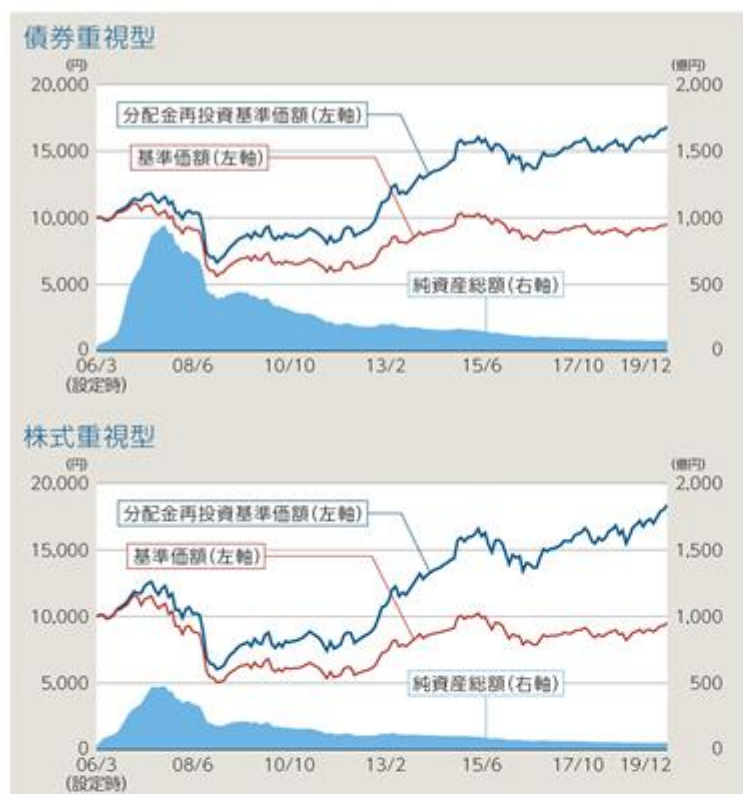 債券重視型
(円) (億円)
20,000 2,000
分配金再投資基準価額(左軸)
15,000 1,500
基準価額(左軸)
10,000 1,000
5,000 500
純資産総額(右軸)
0 0
06/3 08/6 10/10 13/2 15/6 17/10 19/12
(設定時)
株式重視型
(円) (億円)
20,000 2,000
分配金再投資基準価額(左軸)
15,000 1,500
基準価額(左軸)
10,000 1,000
5,000 500
純資産総額(右軸)
0 0
06/3 08/6 10/10 13/2 15/6 17/10 19/12
(設定時)